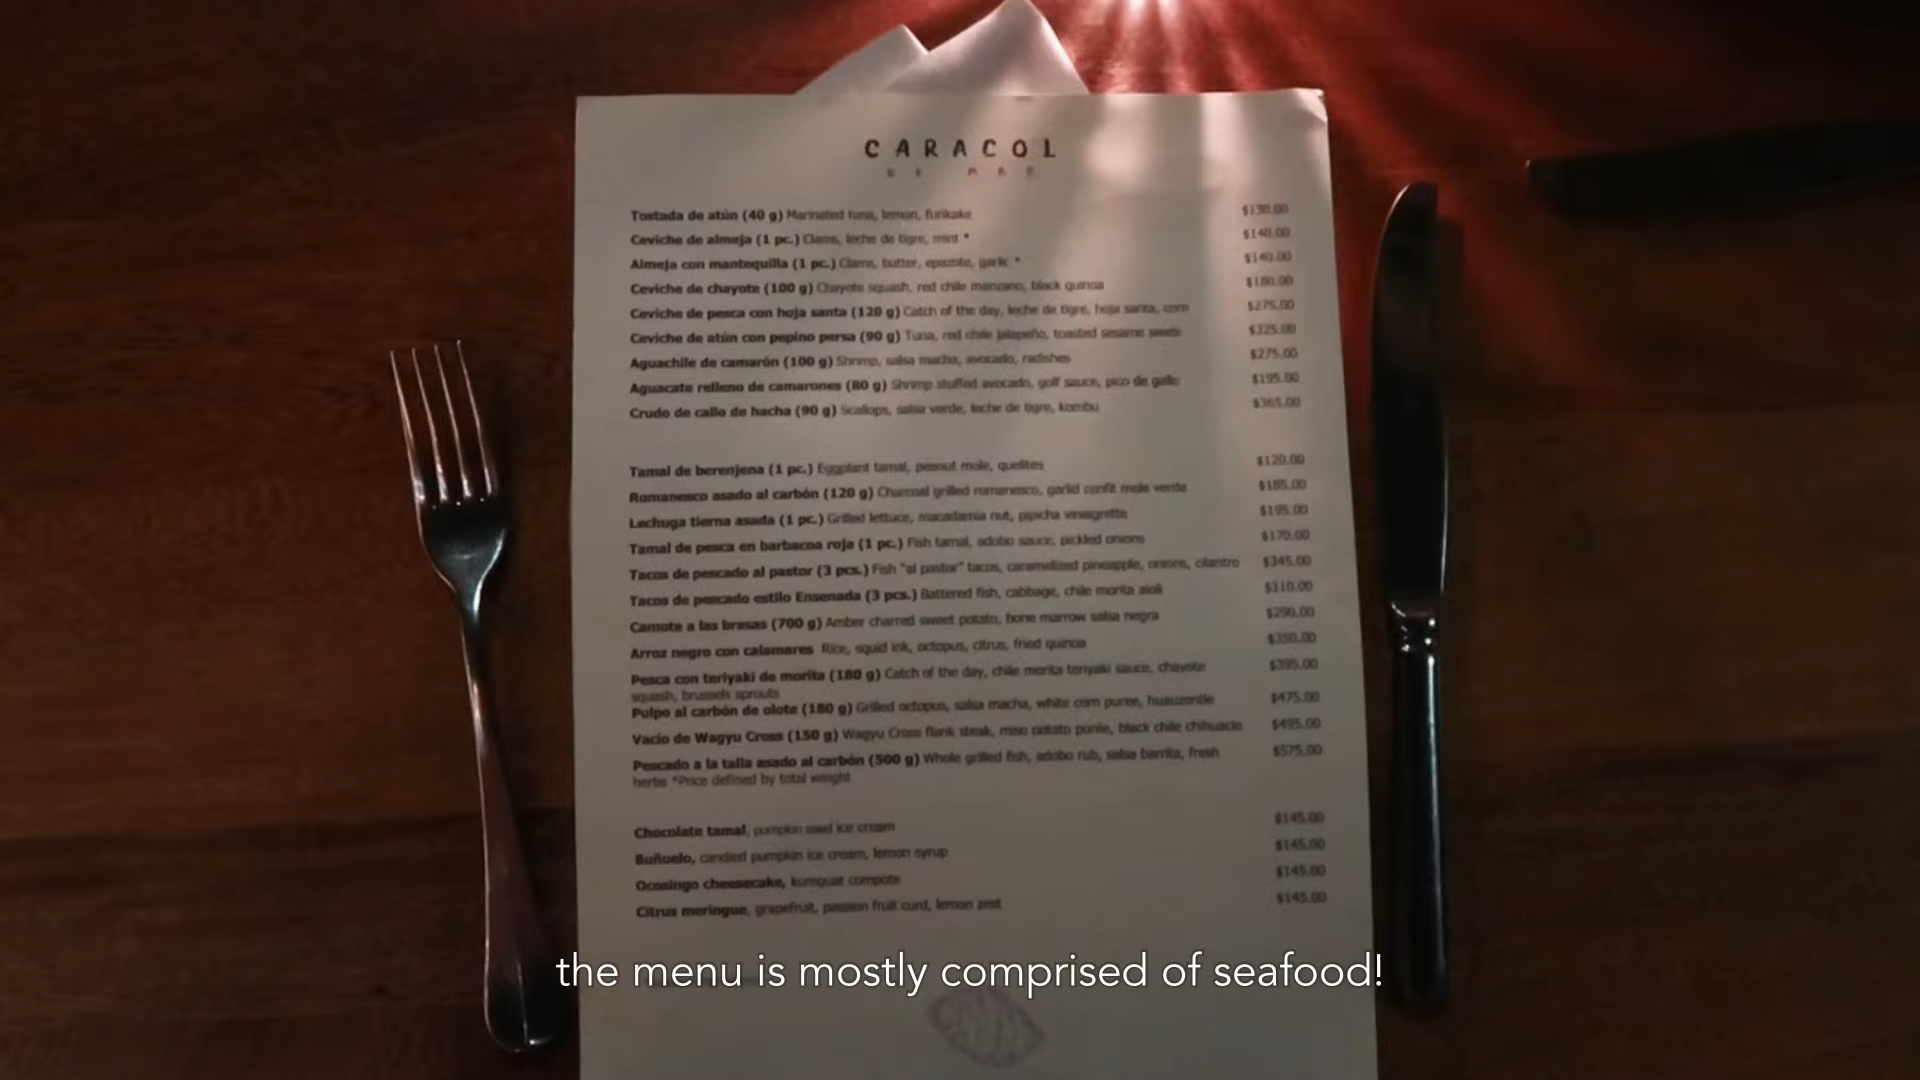 CARACOL
DE MAR
Tostada de atún (40 g) Marinated tuna, lemon, furikake $130.00
Ceviche de almeja (1 pc.) Clams, leche de tigre, mint * $140.00
Almeja con mantequilla (1 pc.) Clams, butter, epazote, garlic * $140.00
Ceviche de chayote (100 g) Chayote squash, red chile manzano, black quinoa $180.00
Ceviche de pesca con hoja santa (120 g) Catch of the day, leche de tigre, hoja santa, corn $275.00
Ceviche de atún con pepino persa (90 g) Tuna, red chile jalapeño, toasted sesame seeds $325.00
Aguachile de camarón (100 g) Shrimp, salsa macha, avocado, radishes $275.00
Aguacate relleno de camarones (80 g) Shrimp stuffed avocado, golf sauce, pico de gallo $195.00
Crudo de callo de hacha (90 g) Scallops, salsa verde, leche de tigre, kombu $365.00
Tamal de berenjena (1 pc.) Eggplant tamal, peanut mole, quelites $120.00
Romanesco asado al carbón (120 g) Charcoal grilled romanesco, garlid confit mole verde $185.00
Lechuga tierna asada (1 pc.) Grilled lettuce, macadamia nut, pipicha vinaigrette $195.00
Tamal de pesca en barbacoa roja (1 pc.) Fish tamal, adobo sauce, pickled onions $170.00
Tacos de pescado al pastor (3 pcs.) Fish "al pastor" tacos, caramelized pineapple, onions, cilantro $345.00
Tacos de pescado estilo Ensenada (3 pcs.) Battered fish, cabbage, chile morita aioli $310.00
Camote a las brasas (700 g) Amber charred sweet potato, bone marrow salsa negra $290.00
Arroz negro con calamares Rice, squid ink, octopus, citrus, fried quinoa $350.00
Pesca con teriyaki de morita (180 g) Catch of the day, chile morita teriyaki sauce, chayote $395.00
squash, brussels sprouts
Pulpo al carbón de olote (180 g) Grilled octopus, salsa macha, white corn puree, huauzontle $475.00
Vacío de Wagyu Cross (150 g) Wagyu Cross flank steak, miso potato purée, black chile chihuacle $495.00
Pescado a la talla asado al carbón (500 g) Whole grilled fish, adobo rub, salsa barrita, fresh $575.00
herbs *Price defined by total weight
Chocolate tamal, pumpkin seed ice cream $145.00
Buñuelo, candied pumpkin ice cream, lemon syrup $145.00
Ocosingo cheesecake, kumquat compote $145.00
Citrus meringue, grapefruit, passion fruit curd, lemon zest $145.00
the menu is mostly comprised of seafood!